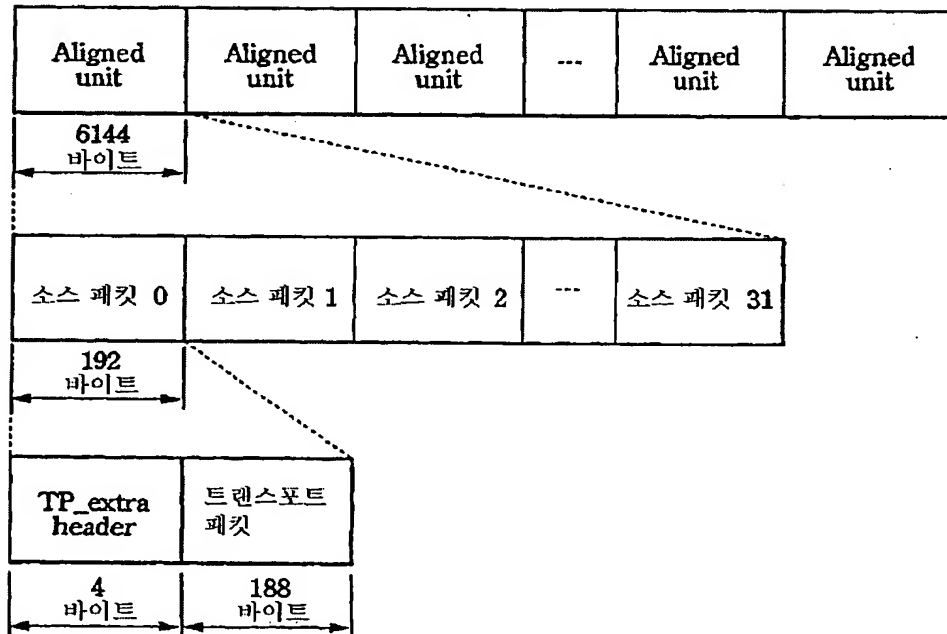 Aligned unit
Aligned unit
Aligned unit
---
Aligned unit
Aligned unit
6144 바이트
소스 패킷 0
소스 패킷 1
소스 패킷 2
---
소스 패킷 31
192 바이트
TP_extra header
트랜스포트 패킷
4 바이트
188 바이트